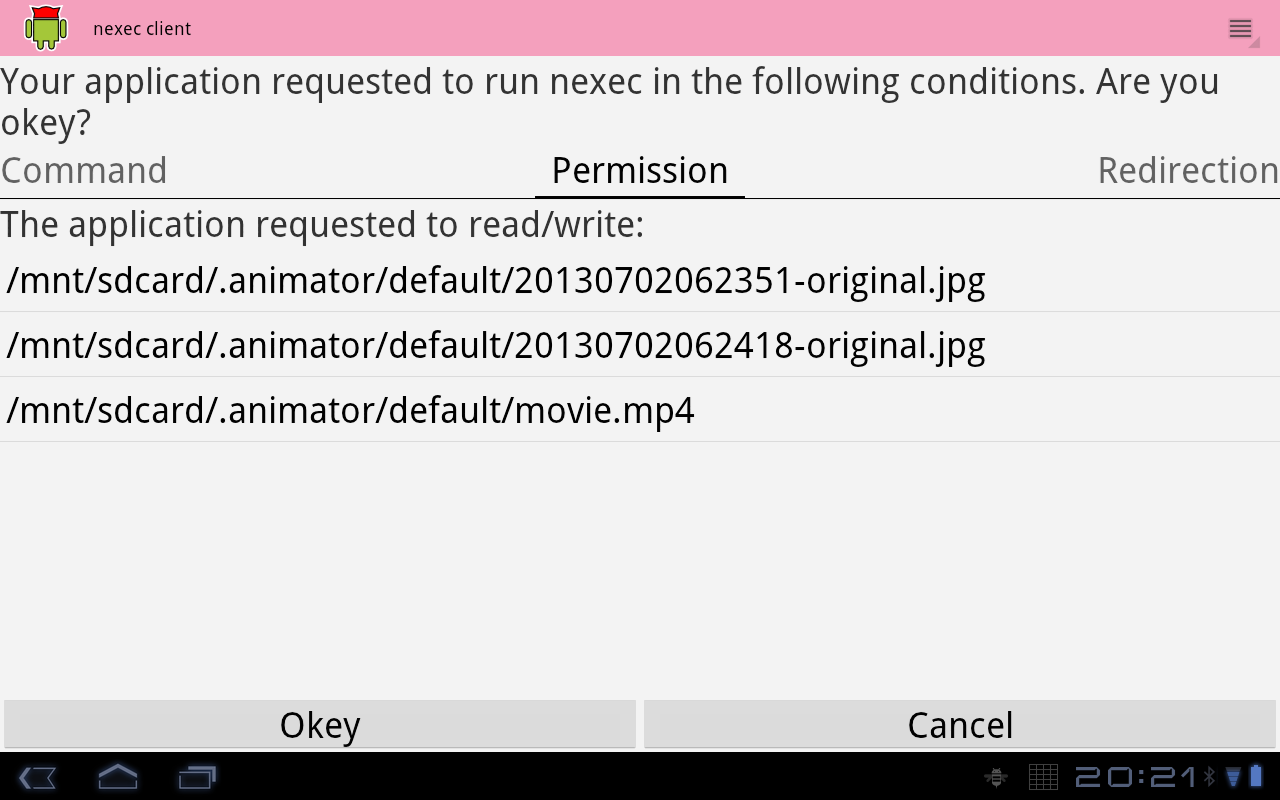 nexec client
Your application requested to run nexec in the following conditions. Are you
okey?
Command Permission Redirection
The application requested to read/write:
/mnt/sdcard/.animator/default/20130702062351-original.jpg
/mnt/sdcard/.animator/default/20130702062418-original.jpg
/mnt/sdcard/.animator/default/movie.mp4
Okey Cancel
20:21